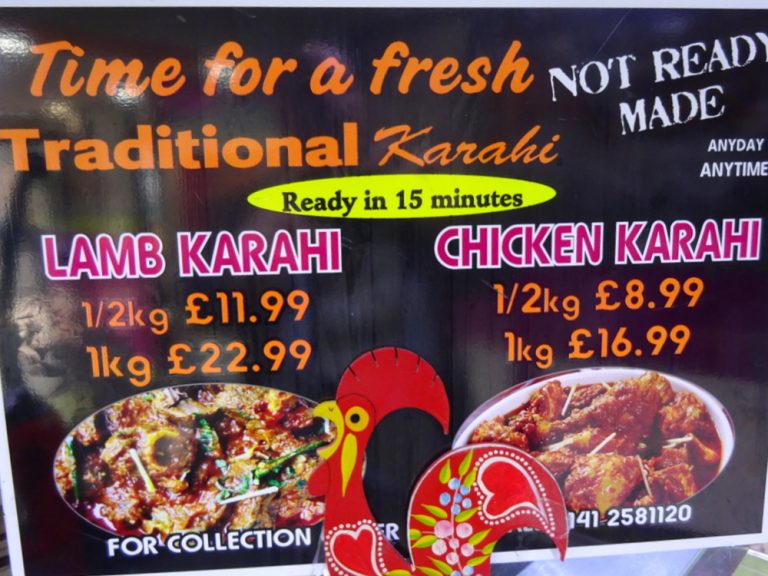 Time for a fresh
NOT READY
MADE
Traditional Karahi
ANYDAY
ANYTIME
Ready in 15 minutes
LAMB KARAHI
1/2kg £11.99
1kg £22.99
CHICKEN KARAHI
1/2kg £8.99
1kg £16.99
FOR COLLECTION 141 2581120